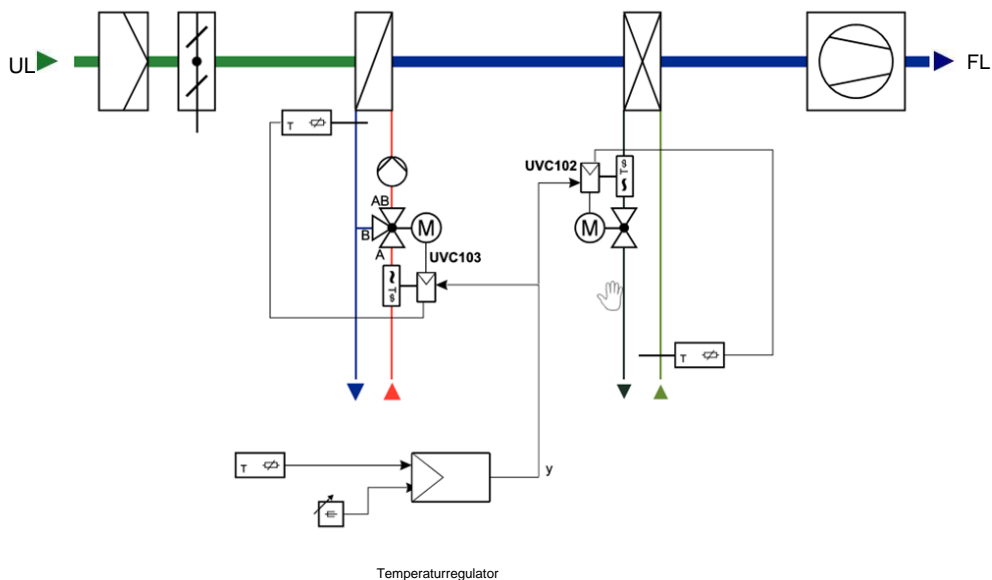 UL
FL
T
UVC102
T
AB
M
B
M
A
UVC103
T
T
T
y
Temperaturregulator